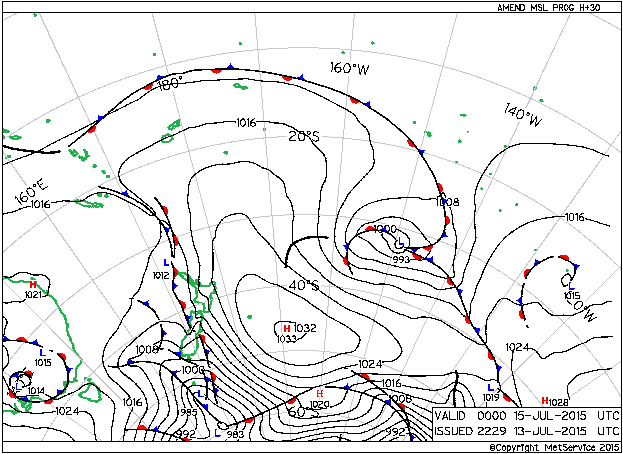 AMEND MSL PROG H+30
160°W
180°
140°W
1016
20°S
160°E
1016
1008
1016
1000
L
993
L
1012
H
1021
40°S
L
1015
H 1032
1033
1008
L
1015
1024
1024
1000
1016
L
1014
H
1020
L
1019
H 1028
1024
1016
L
985
1008
60°S
992
L
983
992
VALID 0000 15-JUL-2015 UTC
ISSUED 2229 13-JUL-2015 UTC
©Copyright MetService 2015